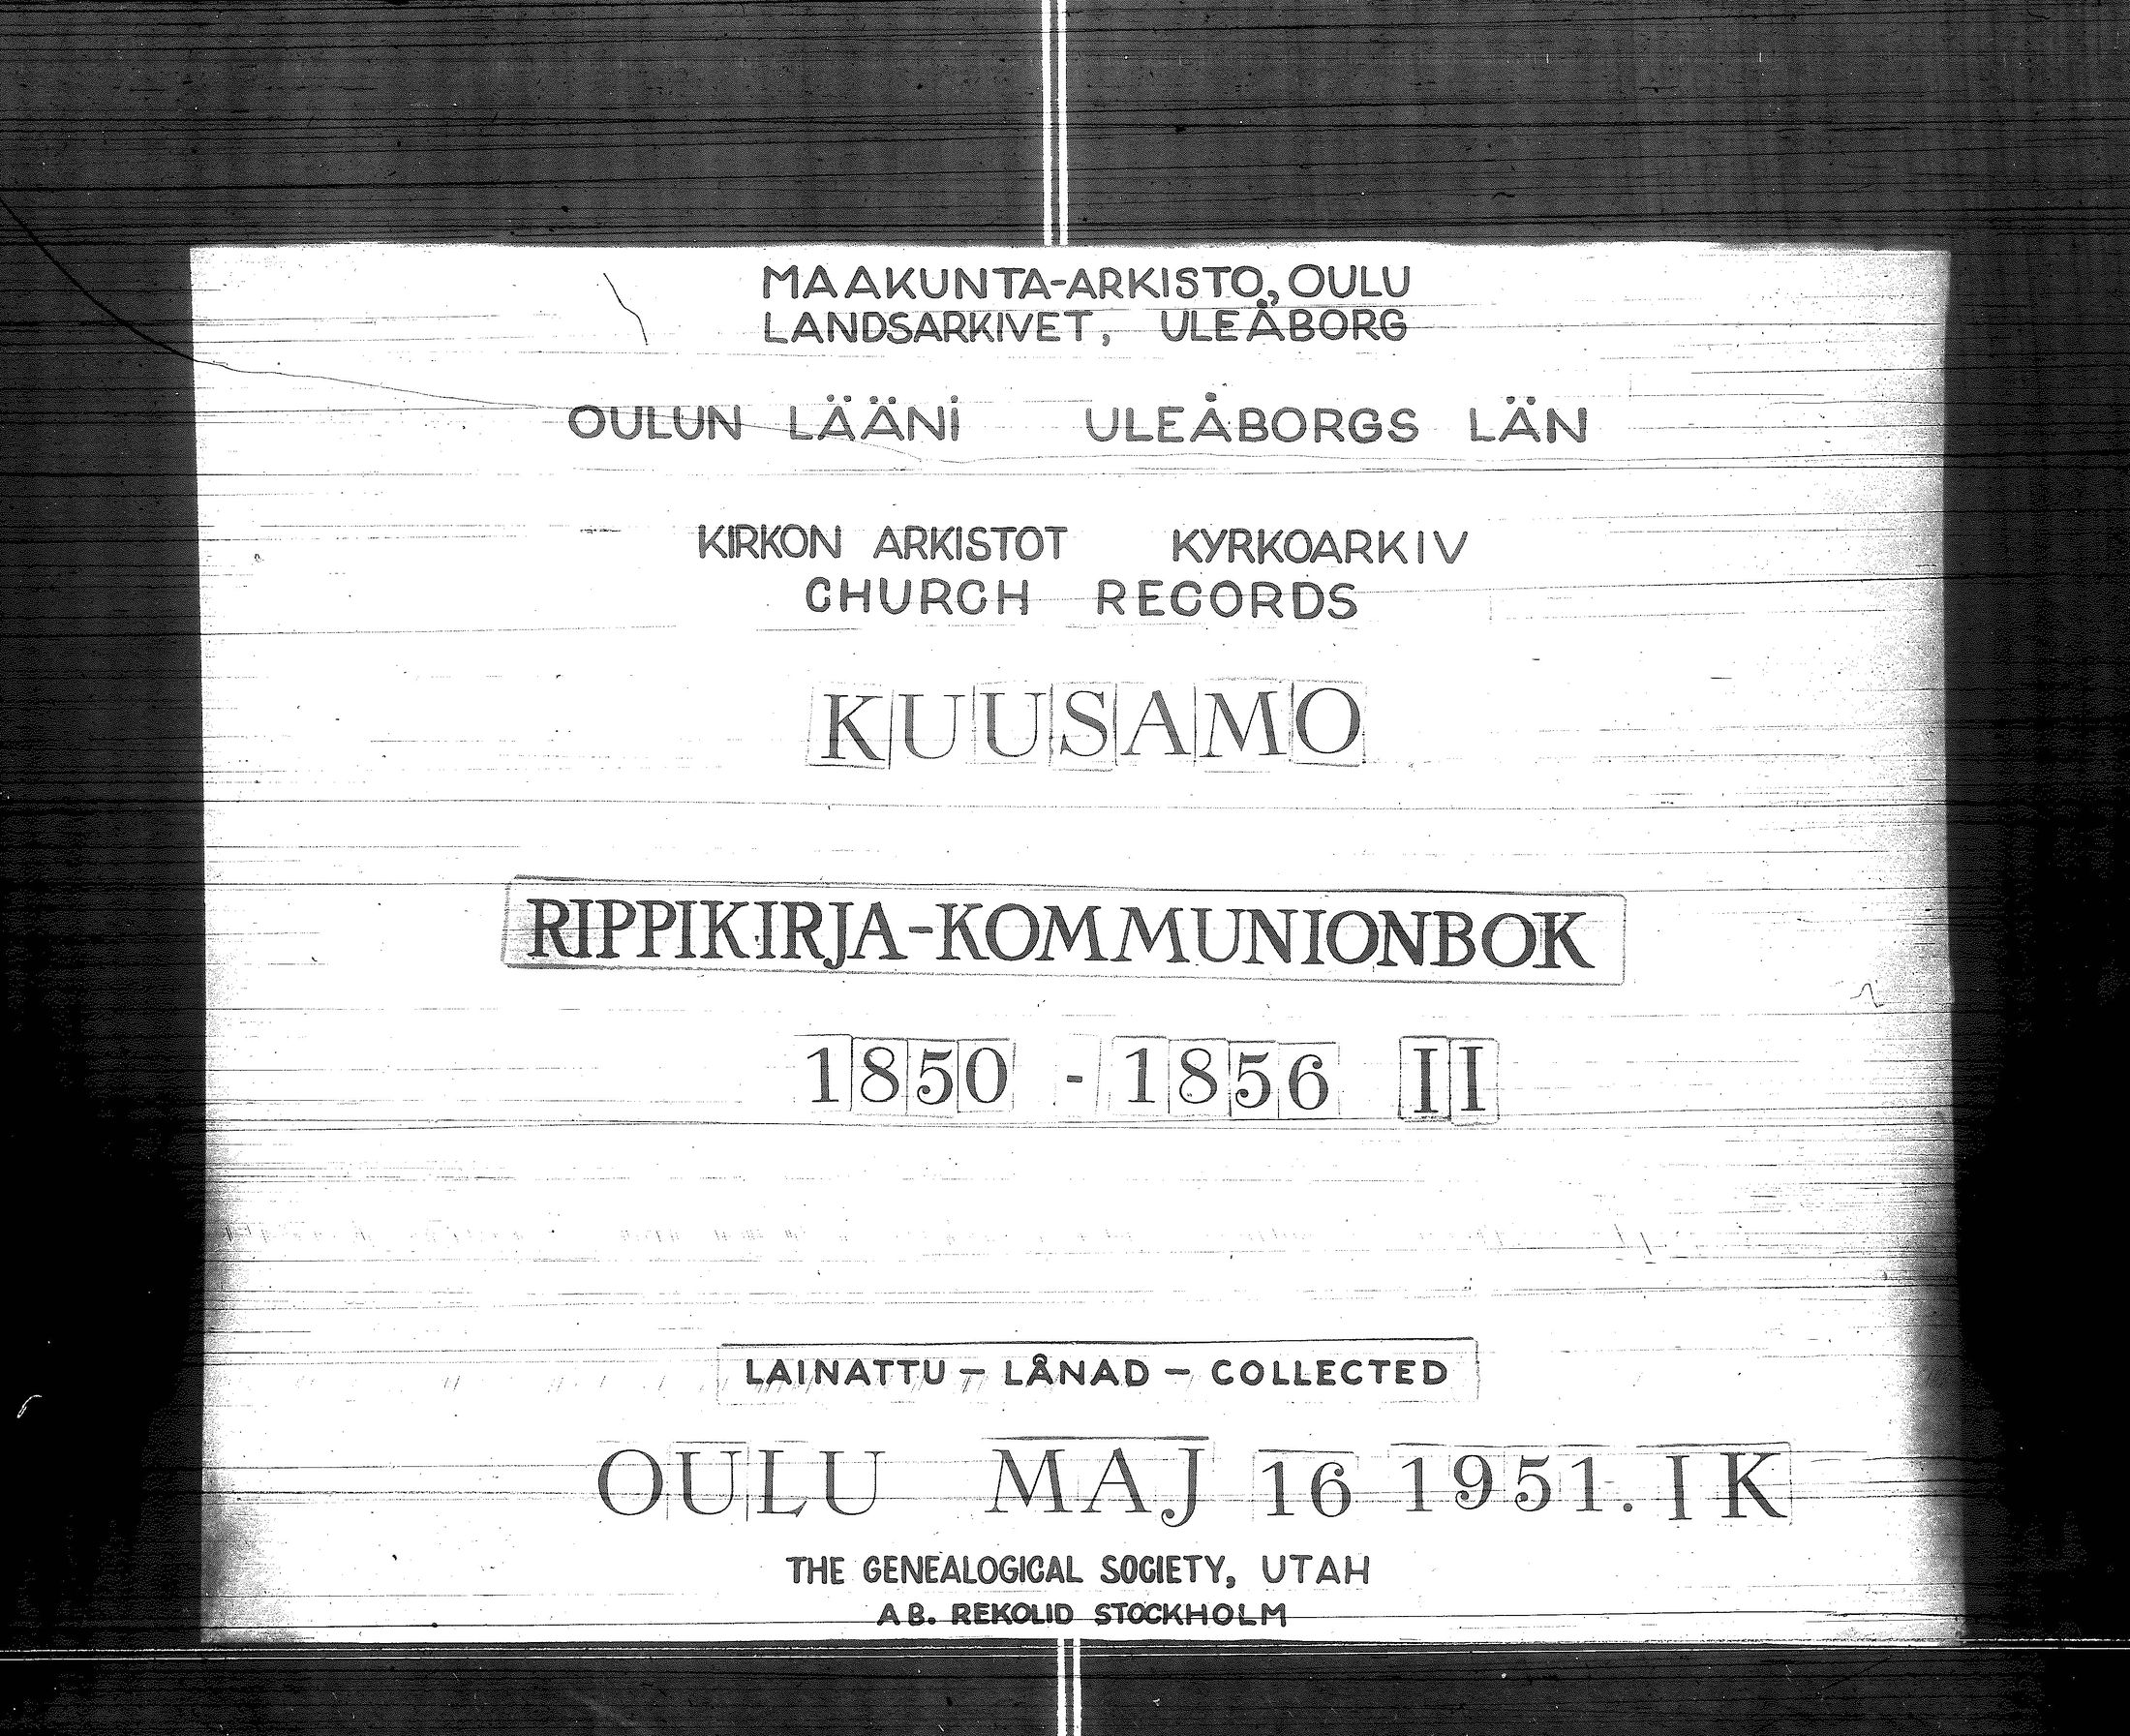 MAAKUNTA-ARKISTO, OULU
LANDSARKIVET, ULEÅBORG
OULUN LÄÄNI ULEÅBORGS LÄN
KIRKON ARKISTOT KYRKOARKIV
CHURCH RECORDS
KUUSAMO
RIPPIKIRJA-KOMMUNIONBOK
1850 - 1856 II
LAINATTU - LÅNAD - COLLECTED
OULU MAJ 16 1951. IK
THE GENEALOGICAL SOCIETY, UTAH
AB. REKOLID STOCKHOLM